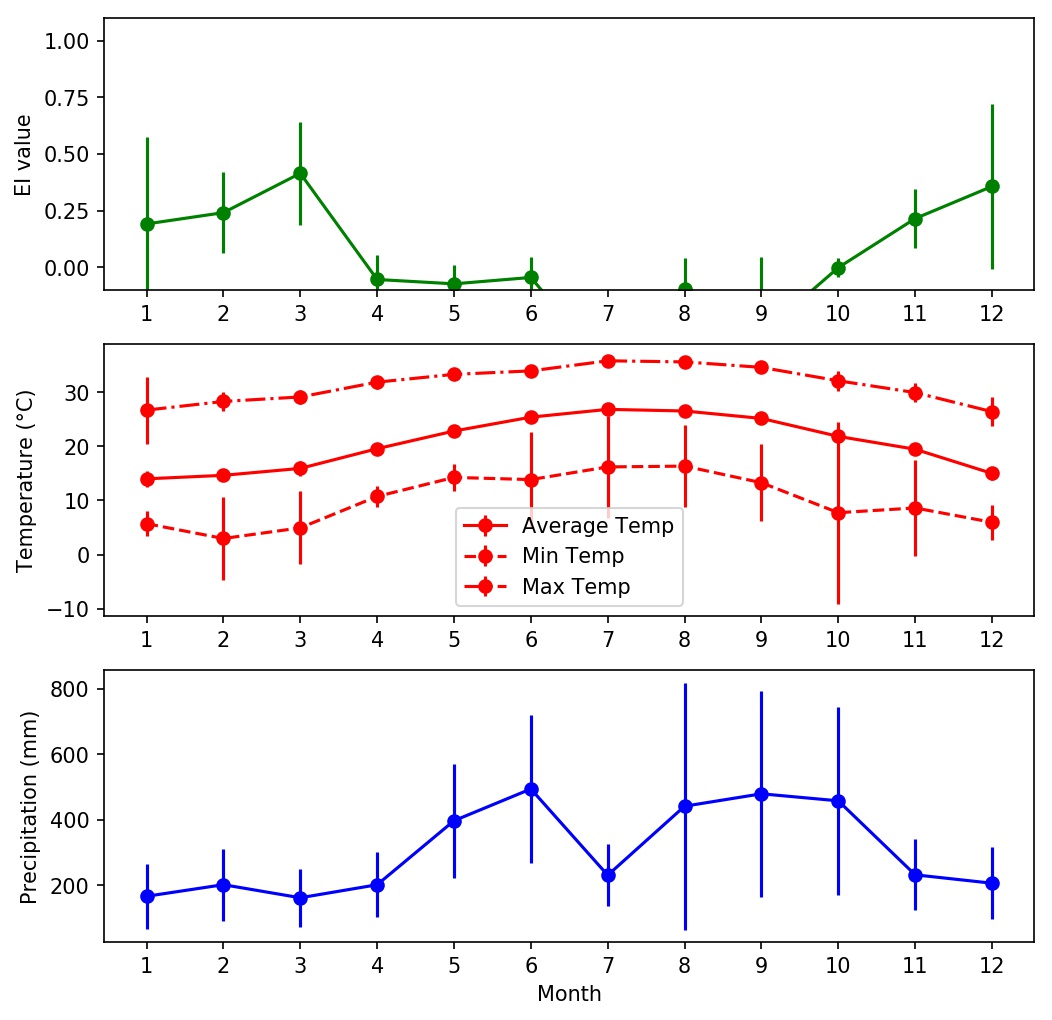 EI value
1.00
0.75
0.50
0.25
0.00
1 2 3 4 5 6 7 8 9 10 11 12
Temperature (°C)
30
20
10
0
−10
Average Temp
Min Temp
Max Temp
1 2 3 4 5 6 7 8 9 10 11 12
Precipitation (mm)
800
600
400
200
1 2 3 4 5 6 7 8 9 10 11 12
Month